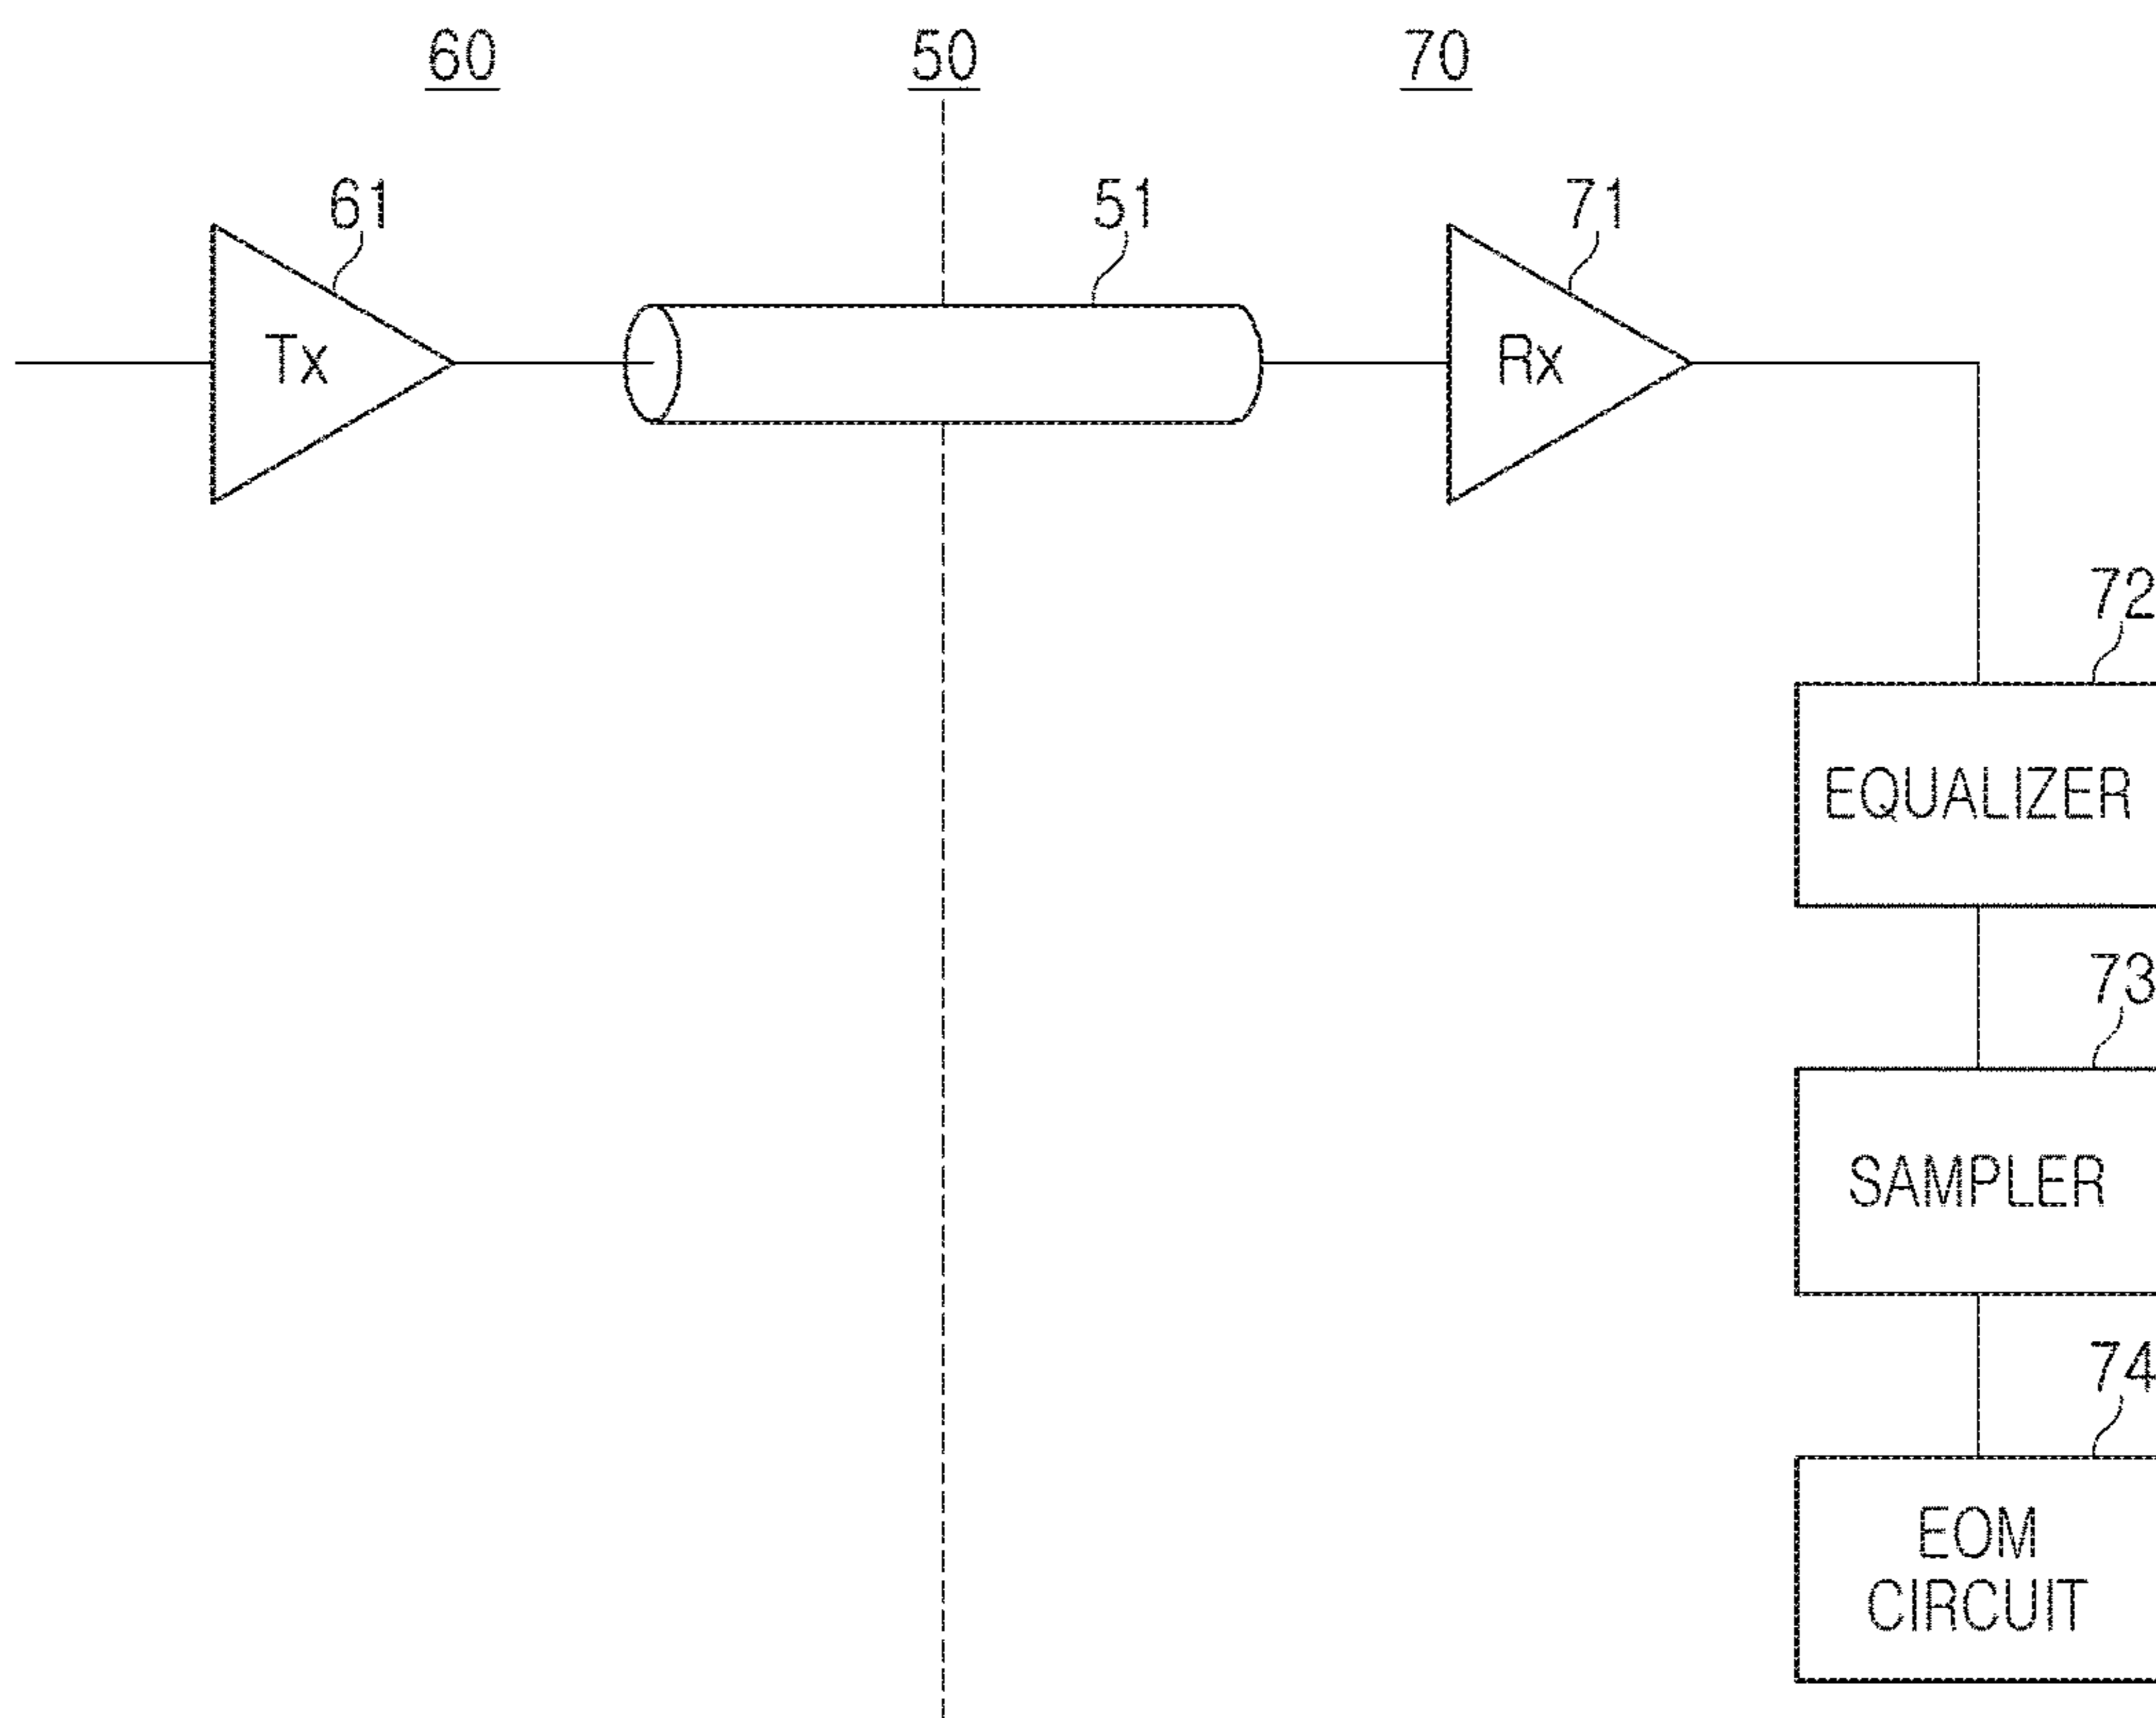 60 50 70
61 51 71
Tx Rx
72
EQUALIZER
73
SAMPLER
74
EOM
CIRCUIT